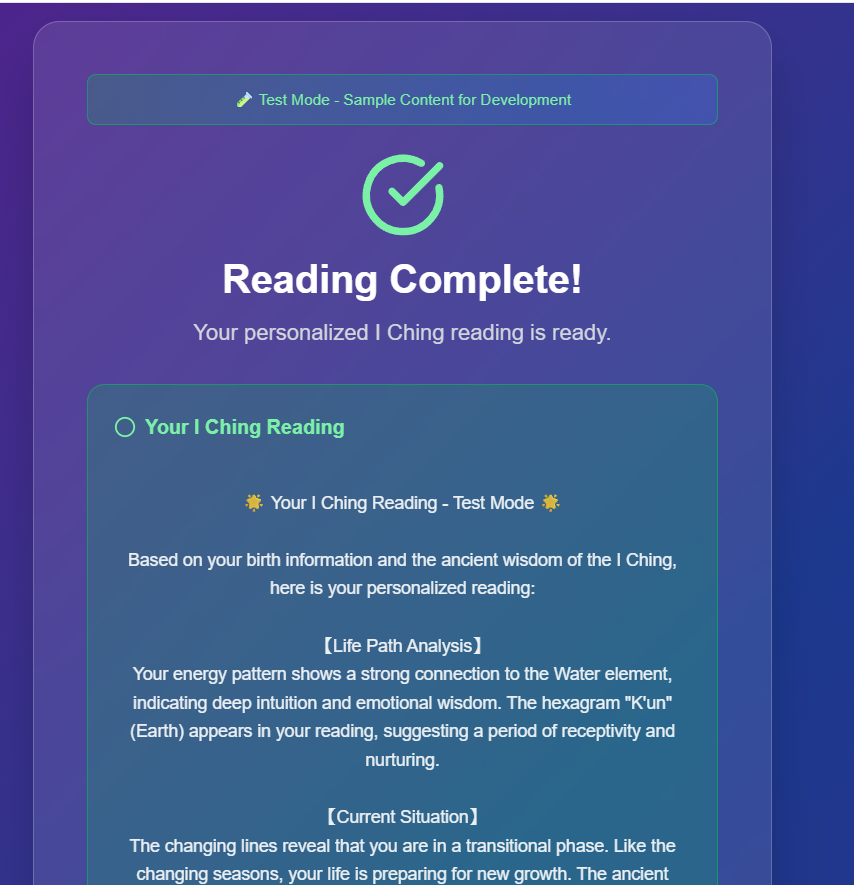 Test Mode - Sample Content for Development
Reading Complete!
Your personalized I Ching reading is ready.
Your I Ching Reading
🌟 Your I Ching Reading - Test Mode 🌟
Based on your birth information and the ancient wisdom of the I Ching,
here is your personalized reading:
【Life Path Analysis】
Your energy pattern shows a strong connection to the Water element,
indicating deep intuition and emotional wisdom. The hexagram "K'un"
(Earth) appears in your reading, suggesting a period of receptivity and
nurturing.
【Current Situation】
The changing lines reveal that you are in a transitional phase. Like the
changing seasons, your life is preparing for new growth. The ancient